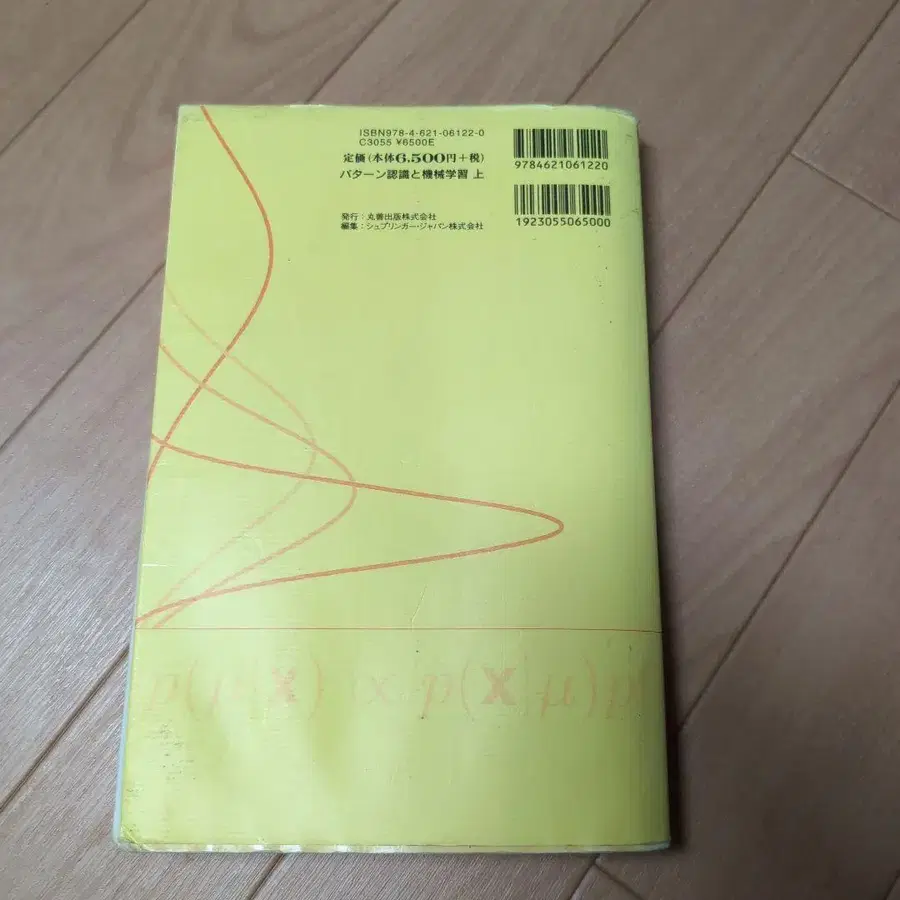 ISBN978-4-621-06122-0
C3055 ¥6500E
定価(本体6,500円+税)
パターン認識と機械学習 上
発行:丸善出版株式会社
編集:シュプリンガー・ジャパン株式会社
9784621061220
1923055065000
p(μ|X) ∝ p(X|μ)p